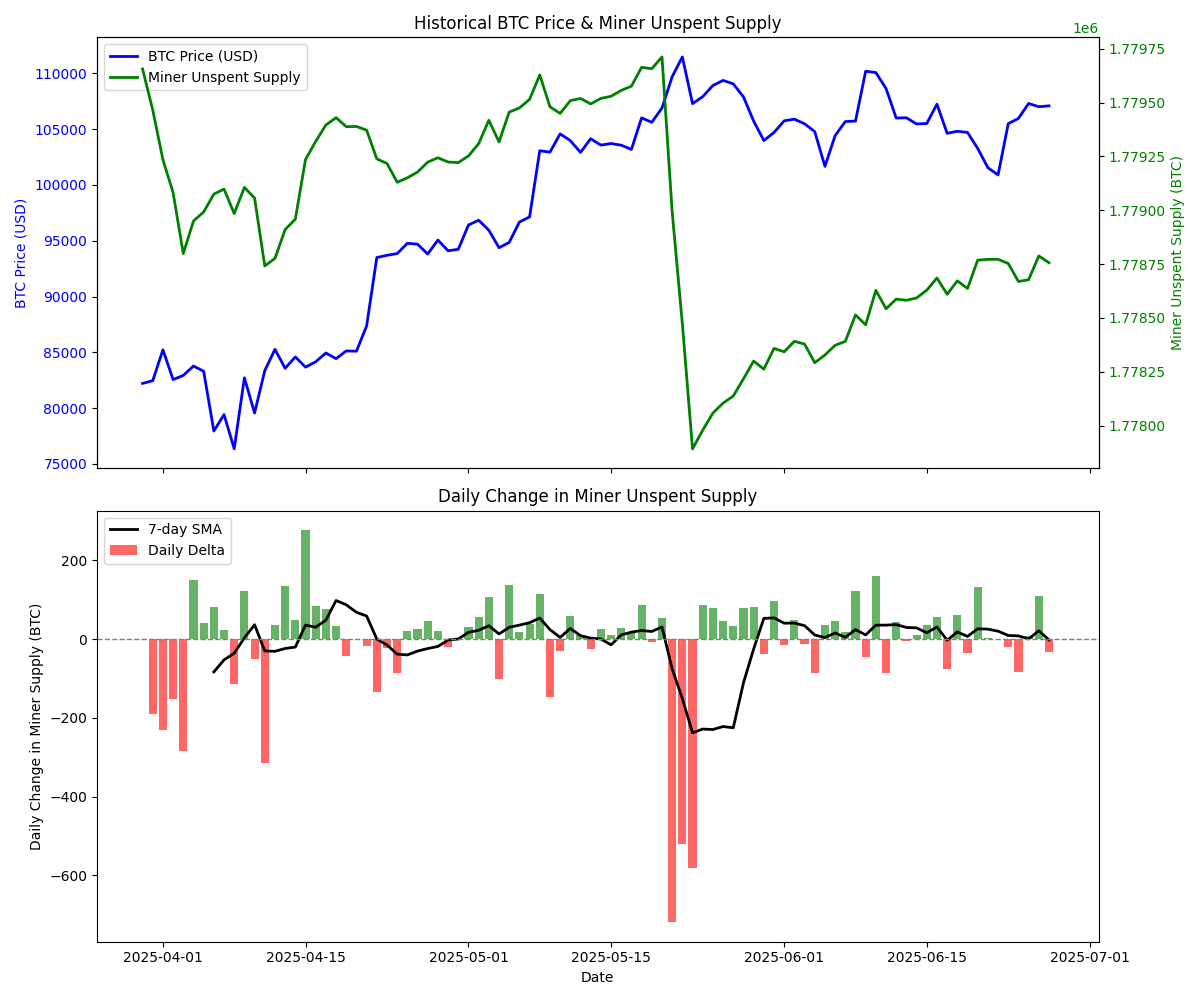 Historical BTC Price & Miner Unspent Supply
1e6
BTC Price (USD)
Miner Unspent Supply
110000
105000
100000
95000
90000
85000
80000
75000
BTC Price (USD)
1.77975
1.77950
1.77925
1.77900
1.77875
1.77850
1.77825
1.77800
Miner Unspent Supply (BTC)
Daily Change in Miner Unspent Supply
7-day SMA
Daily Delta
200
0
−200
−400
−600
Daily Change in Miner Supply (BTC)
2025-04-01
2025-04-15
2025-05-01
2025-05-15
2025-06-01
2025-06-15
2025-07-01
Date